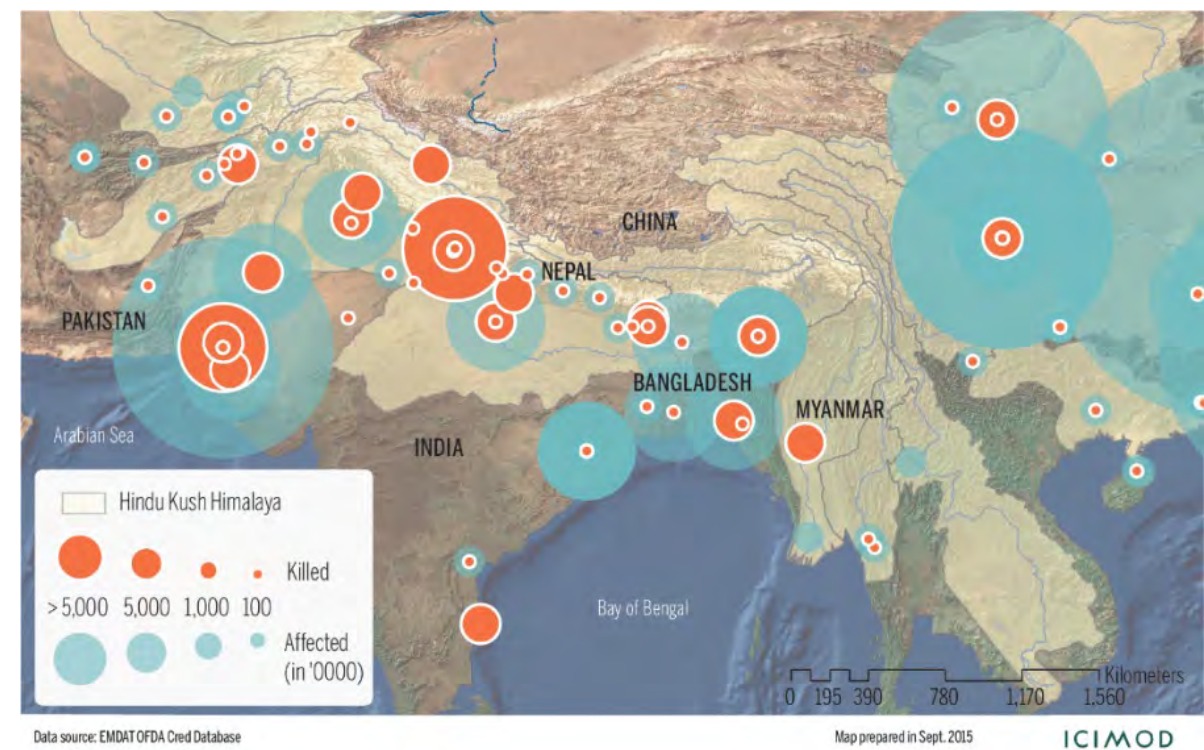 CHINA
NEPAL
PAKISTAN
BANGLADESH
MYANMAR
Arabian Sea
INDIA
Hindu Kush Himalaya
Killed
> 5,000 5,000 1,000 100
Affected
(in '0000)
Bay of Bengal
Kilometers
0 195 390 780 1,170 1,560
Data source: EMDAT OFDA Cred Database
Map prepared in Sept. 2015
ICIMOD